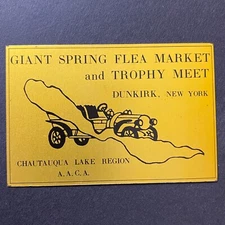 GIANT SPRING FLEA MARKET
and TROPHY MEET
DUNKIRK, NEW YORK
CHAUTAUQUA LAKE REGION
A. A. C. A.